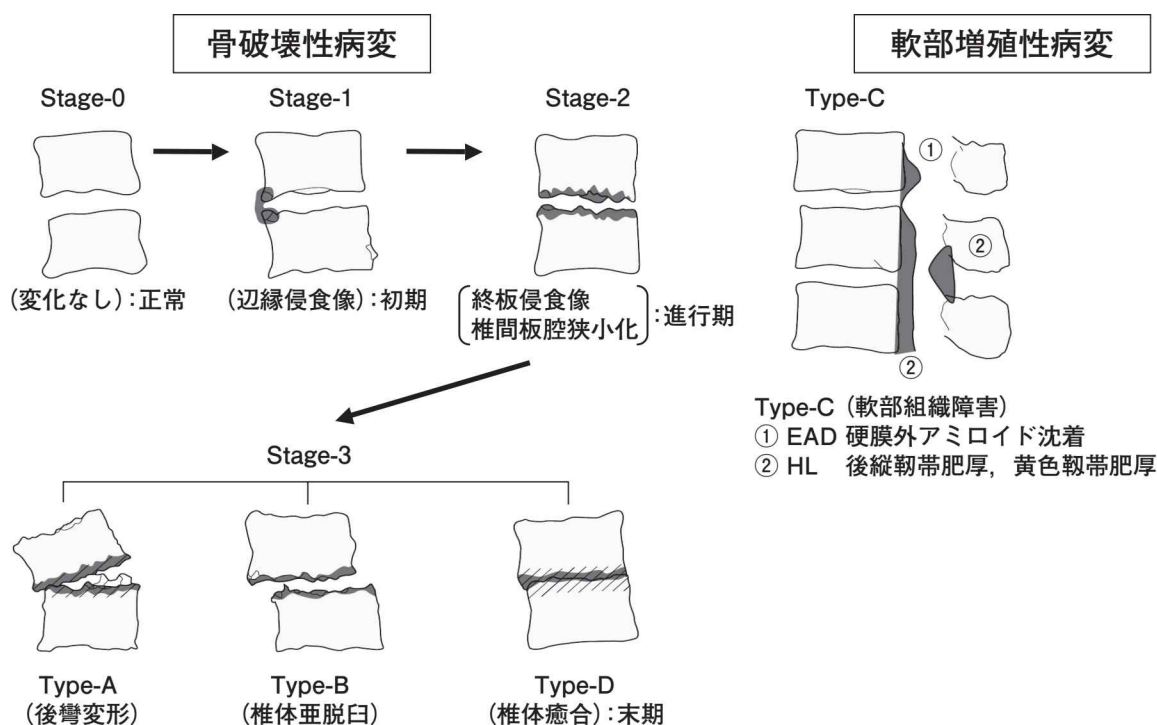 骨破壊性病変
軟部増殖性病変
Stage-0
Stage-1
Stage-2
Type-C
①
②
②
(変化なし):正常
(辺縁侵食像):初期
終板侵食像
椎間板腔狭小化
:進行期
Type-C(軟部組織障害)
① EAD 硬膜外アミロイド沈着
② HL 後縦靱帯肥厚,黄色靱帯肥厚
Stage-3
Type-A
(後彎変形)
Type-B
(椎体亜脱臼)
Type-D
(椎体癒合):末期